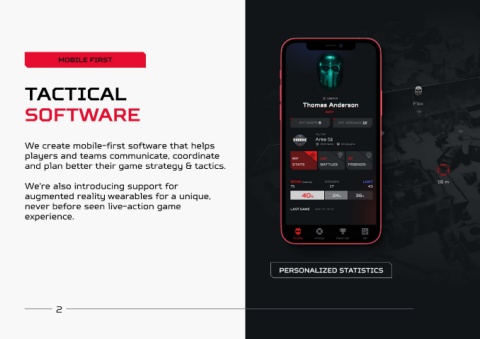 MOBILE FIRST
TACTICAL
SOFTWARE
We create mobile-first software that helps
players and teams communicate, coordinate
and plan better their game strategy & tactics.
We're also introducing support for
augmented reality wearables for a unique,
never before seen live-action game
experience.
2
Thomas Anderson
Area 51
STATS
BATTLES
FRIENDS
LOST
LAST GAME
PERSONALIZED STATISTICS